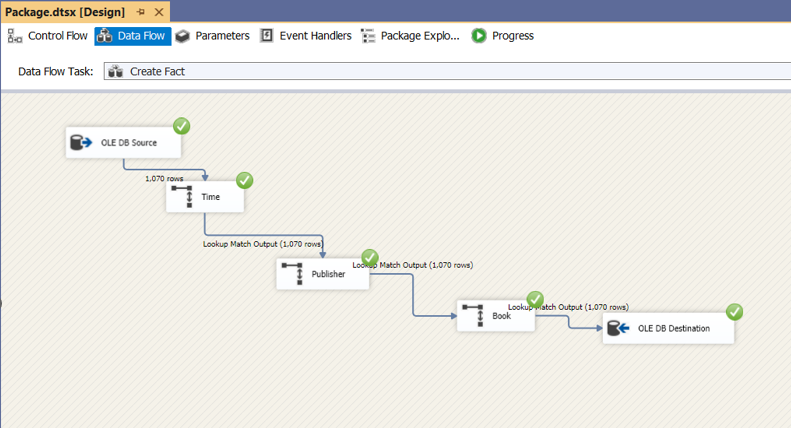 Package.dtsx [Design]
Control Flow Data Flow Parameters Event Handlers Package Explo... Progress
Data Flow Task: Create Fact
OLE DB Source
1,070 rows
Time
Lookup Match Output (1,070 rows)
Publisher
Lookup Match Output (1,070 rows)
Book
Lookup Match Output (1,070 rows)
OLE DB Destination